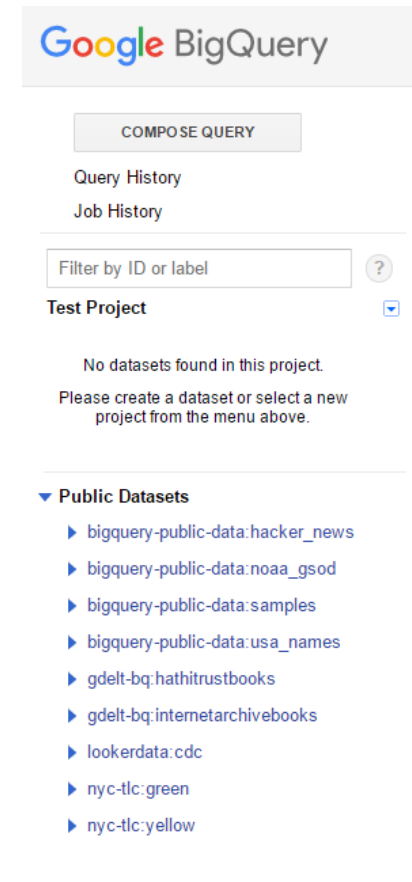 Google BigQuery
COMPOSE QUERY
Query History
Job History
Filter by ID or label
?
Test Project
No datasets found in this project.
Please create a dataset or select a new
project from the menu above.
Public Datasets
bigquery-public-data:hacker_news
bigquery-public-data:noaa_gsod
bigquery-public-data:samples
bigquery-public-data:usa_names
gdelt-bq:hathitrustbooks
gdelt-bq:internetarchivebooks
lookerdata:cdc
nyc-tlc:green
nyc-tlc:yellow